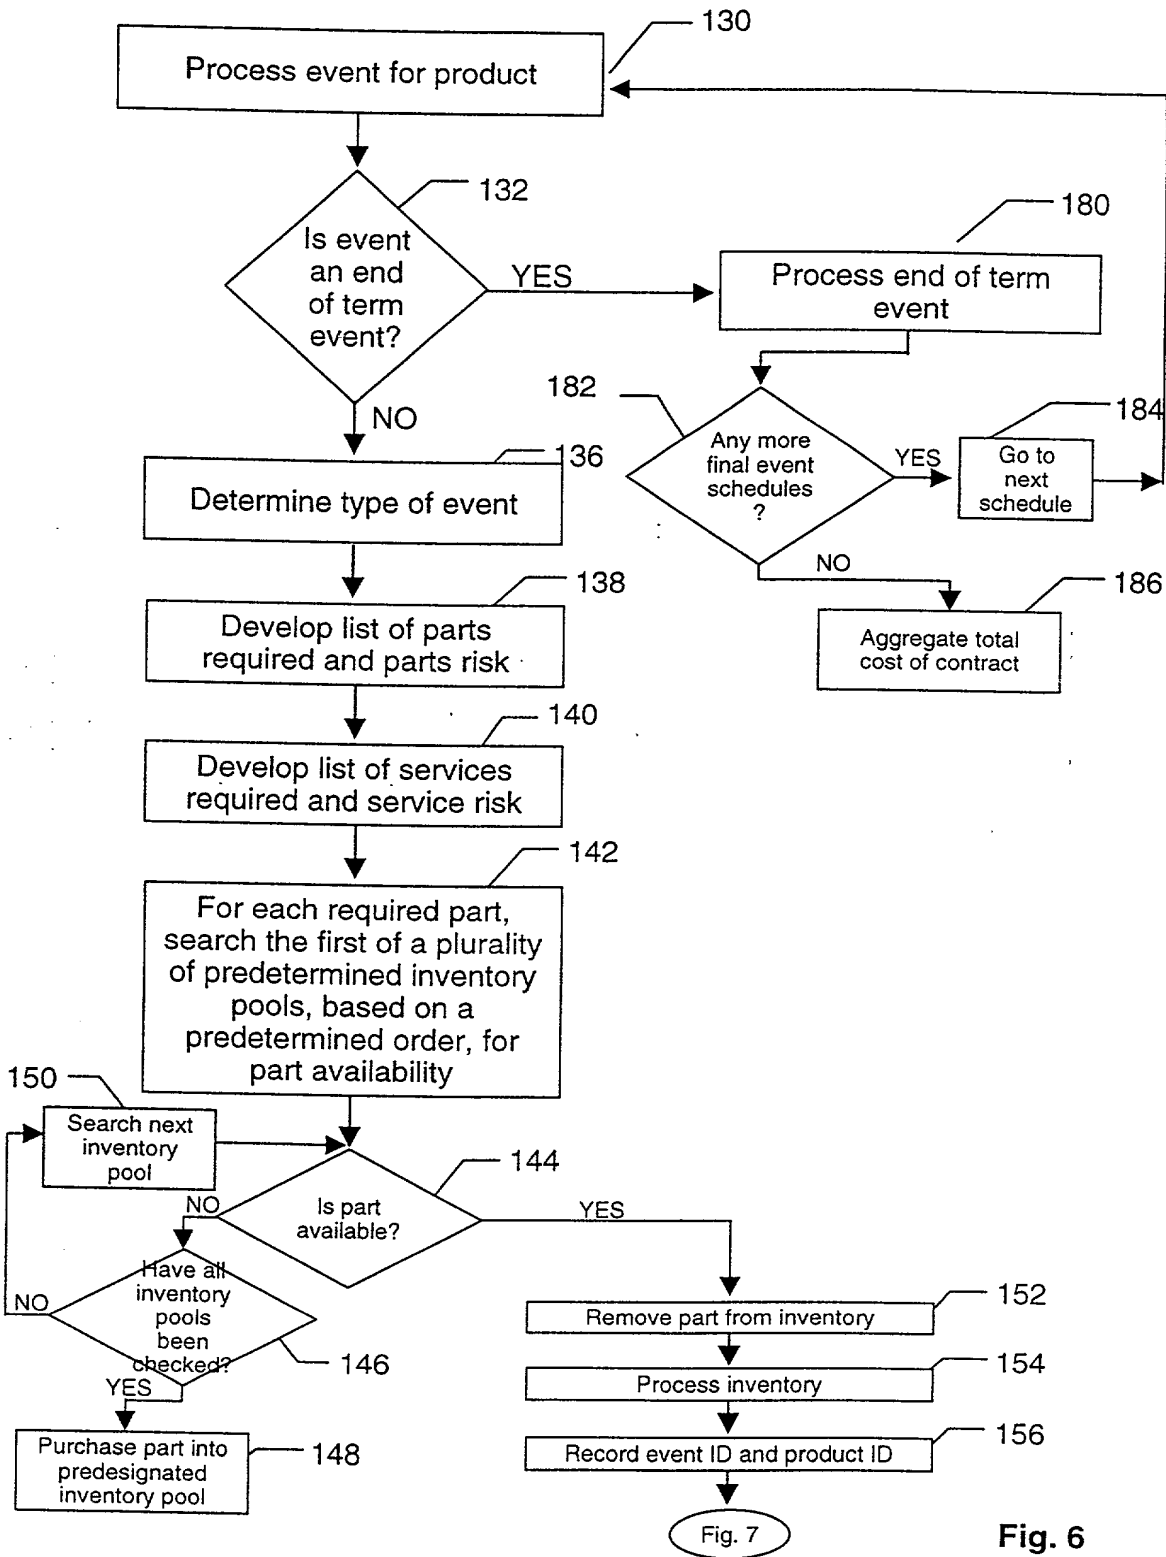 130
Process event for product
132
Is event
an end
of term
event?
YES
180
Process end of term
event
NO
182
Any more
final event
schedules
?
YES
184
Go to
next
schedule
136
Determine type of event
NO
186
Aggregate total
cost of contract
138
Develop list of parts
required and parts risk
140
Develop list of services
required and service risk
142
For each required part,
search the first of a plurality
of predetermined inventory
pools, based on a
predetermined order, for
part availability
150
Search next
inventory
pool
144
Is part
available?
NO
YES
Have all
inventory
pools
been
checked?
NO
146
YES
148
Purchase part into
predesignated
inventory pool
152
Remove part from inventory
154
Process inventory
156
Record event ID and product ID
Fig. 7
Fig. 6